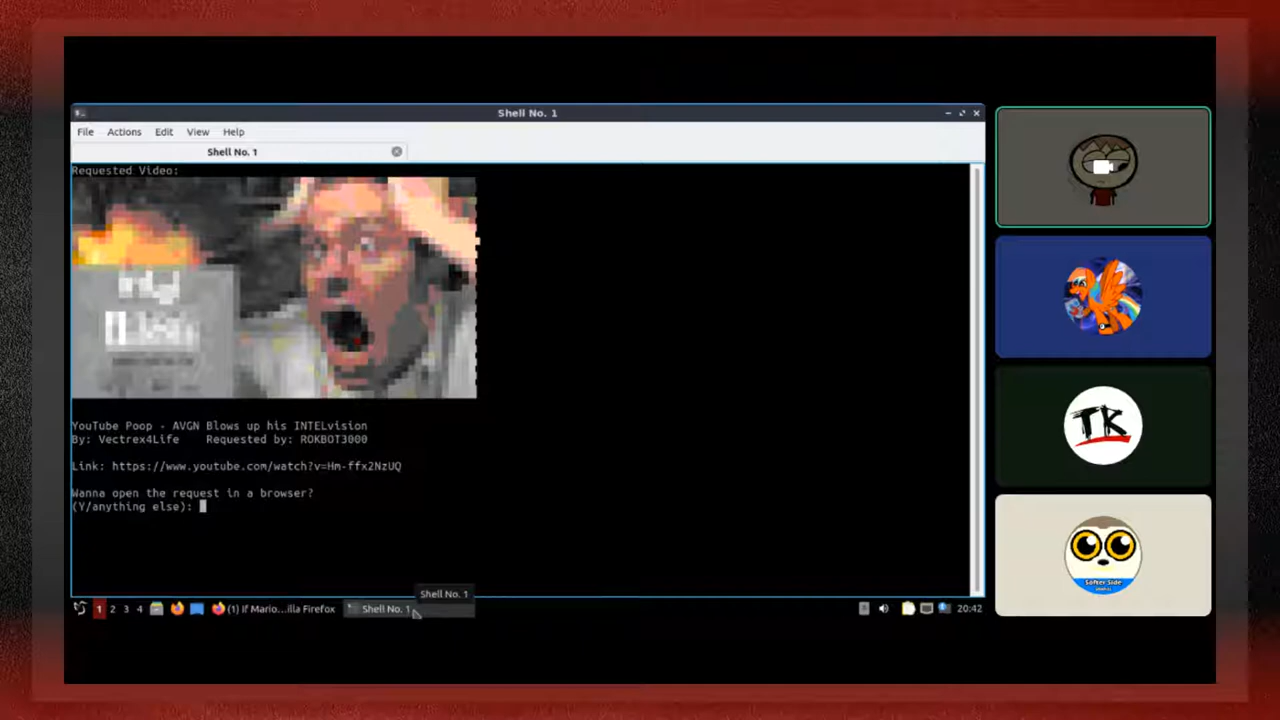 Shell No. 1
File Actions Edit View Help
Shell No. 1
Requested Video:
intel
YouTube Poop - AVGN Blows up his INTELvision
By: Vectrex4Life Requested by: ROKBOT3000
Link: https://www.youtube.com/watch?v=Hm-ffx2NzUQ
Wanna open the request in a browser?
(Y/anything else):
Shell No. 1
1 2 3 4 (1) If Mario...illa Firefox Shell No. 1 20:42
TK
Softer Side